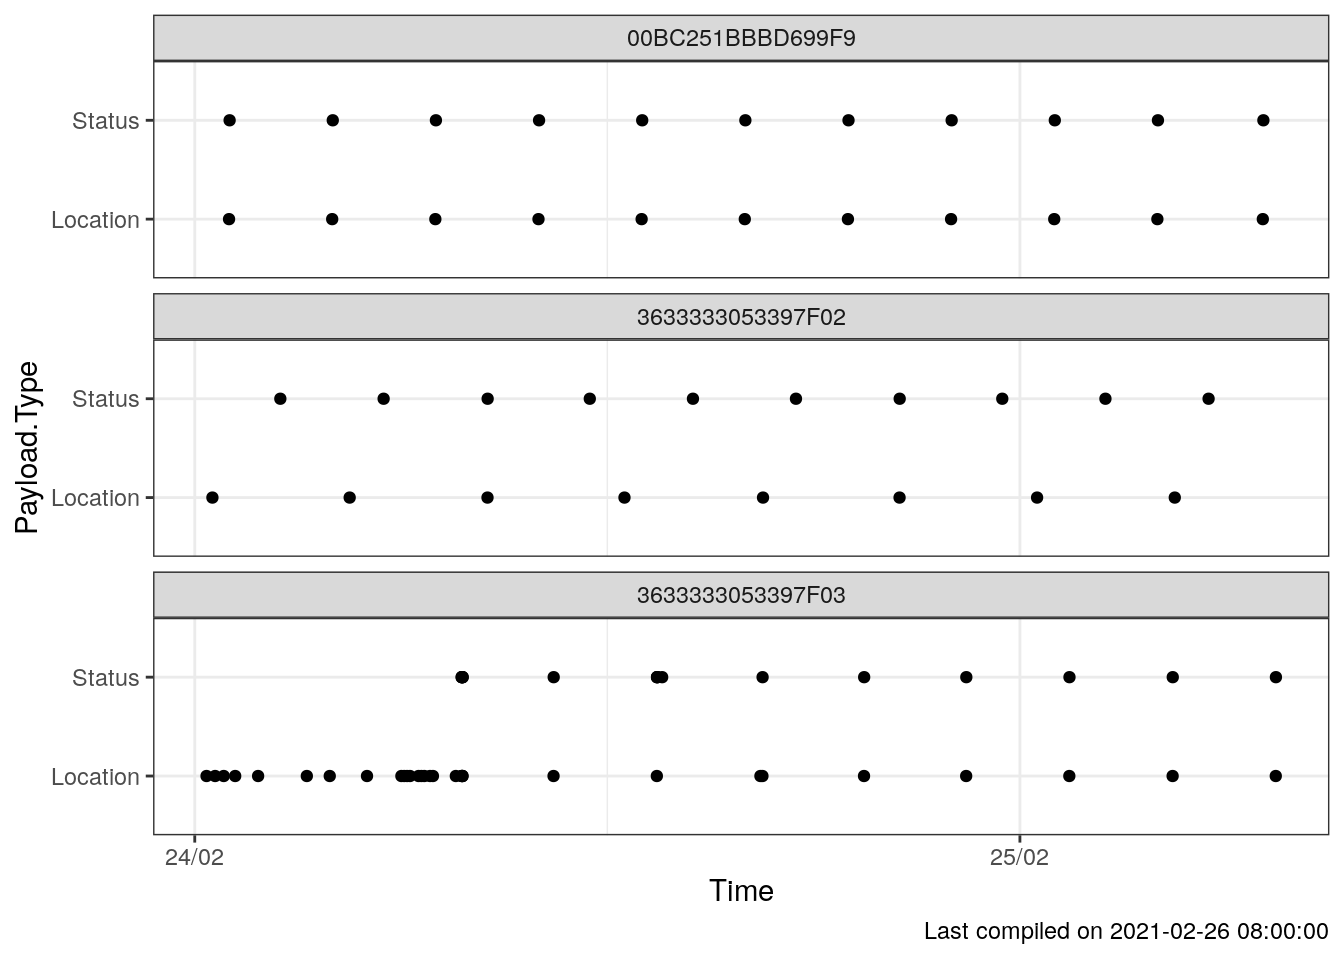 00BC251BBBD699F9
Status
Location
3633333053397F02
Status
Location
Payload.Type
3633333053397F03
Status
Location
24/02 25/02
Time
Last compiled on 2021-02-26 08:00:00